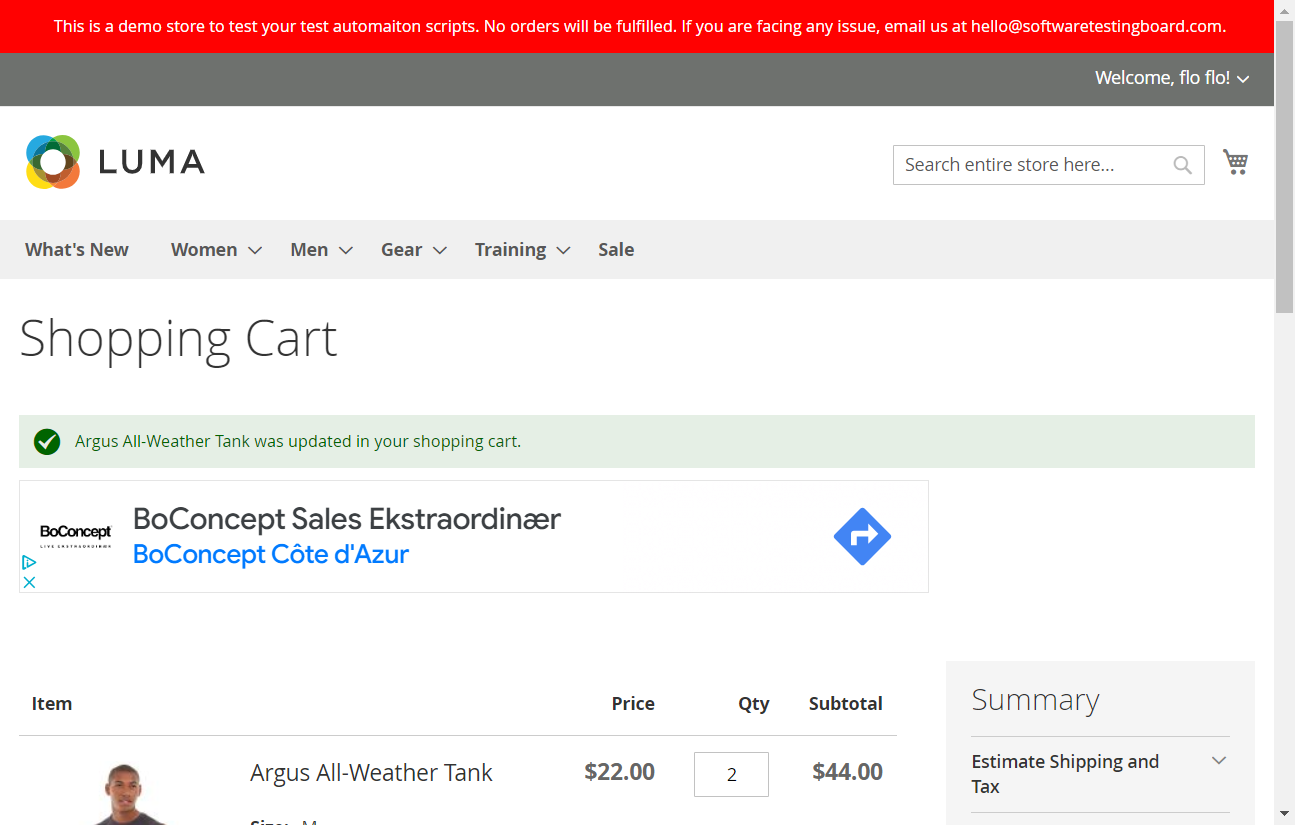 This is a demo store to test your test automaiton scripts. No orders will be fulfilled. If you are facing any issue, email us at hello@softwaretestingboard.com.
Welcome, flo flo!
LUMA
Search entire store here...
What's New Women Men Gear Training Sale
Shopping Cart
Argus All-Weather Tank was updated in your shopping cart.
BoConcept
LIVE EKSTRAORDINÆR
BoConcept Sales Ekstraordinær
BoConcept Côte d'Azur
Item Price Qty Subtotal
Argus All-Weather Tank $22.00 2 $44.00
Size: M
Summary
Estimate Shipping and
Tax